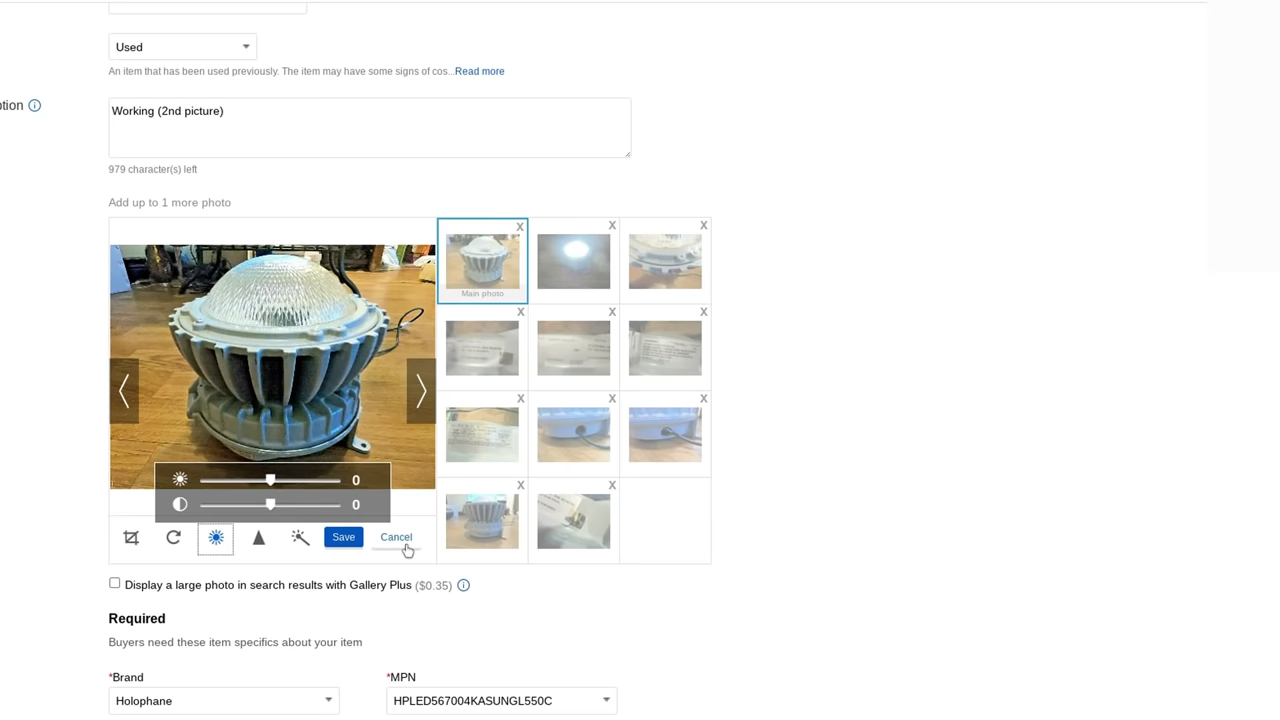 Used
An item that has been used previously. The item may have some signs of cos...Read more
ption
Working (2nd picture)
979 character(s) left
Add up to 1 more photo
X
X
X
Main photo
X
X
X
X
X
X
X
X
0
0
Save
Cancel
Display a large photo in search results with Gallery Plus ($0.35)
Required
Buyers need these item specifics about your item
*Brand
*MPN
Holophane
HPLED567004KASUNGL550C